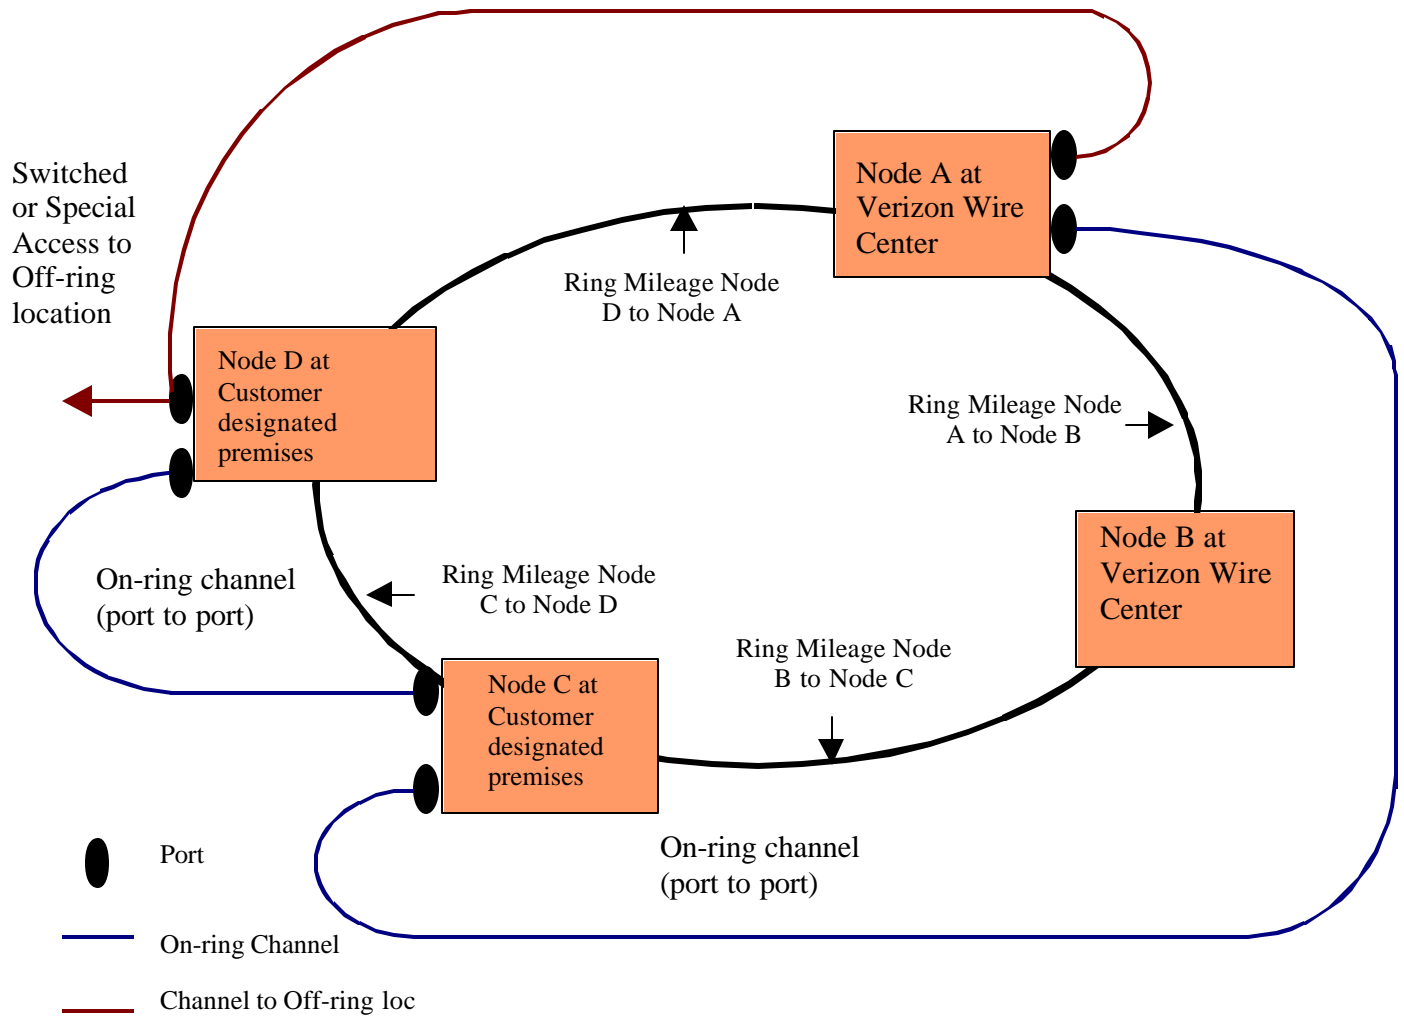 Switched
or Special
Access to
Off-ring
location
Node A at
Verizon Wire
Center
Ring Mileage Node
D to Node A
Node D at
Customer
designated
premises
Ring Mileage Node
A to Node B
Node B at
Verizon Wire
Center
On-ring channel
(port to port)
Ring Mileage Node
C to Node D
Ring Mileage Node
B to Node C
Node C at
Customer
designated
premises
On-ring channel
(port to port)
Port
On-ring Channel
Channel to Off-ring loc